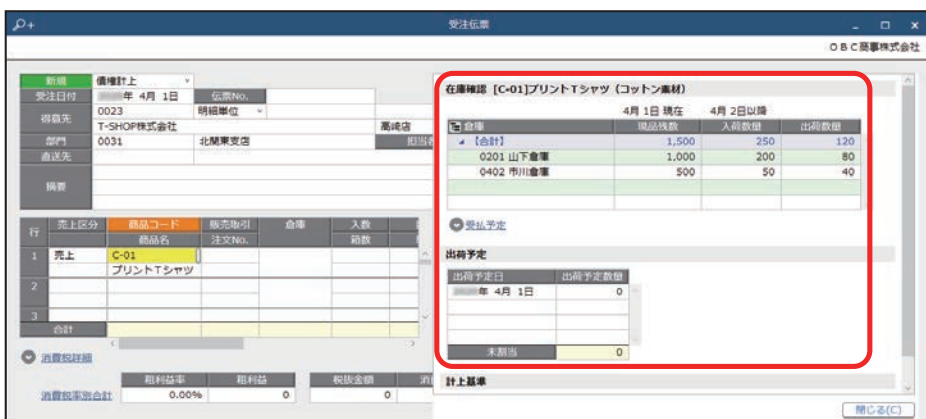 受注伝票
OBC商事株式会社
新規 債権計上
受注日付 年 4月 1日 伝票No.
得意先 0023 明細単位
T-SHOP株式会社 高崎店
部門 0031 北関東支店
直送先
摘要
行 売上区分 商品コード 販売取引 倉庫 入数
商品名 注文No. 箱数
1 売上 C-01
プリントTシャツ
2
3
合計
消費税詳細
粗利益率 粗利益 税抜金額
消費税率別合計 0.00% 0 0
在庫確認 [C-01]プリントTシャツ（コットン素材）
4月 1日 現在 4月 2日以降
倉庫 現品残数 入荷数量 出荷数量
【合計】 1,500 250 120
0201 山下倉庫 1,000 200 80
0402 市川倉庫 500 50 40
受払予定
出荷予定
出荷予定日 出荷予定数量
年 4月 1日 0
未割当 0
計上基準
閉じる(C)